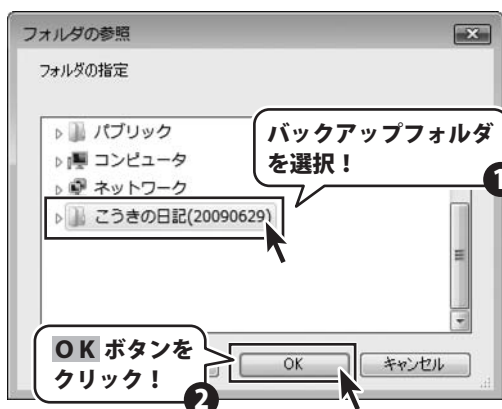 フォルダの参照
フォルダの指定
パブリック
コンピュータ
ネットワーク
こうきの日記(20090629)
バックアップフォルダ
を選択！
1
OK ボタンを
クリック！
2
OK
キャンセル